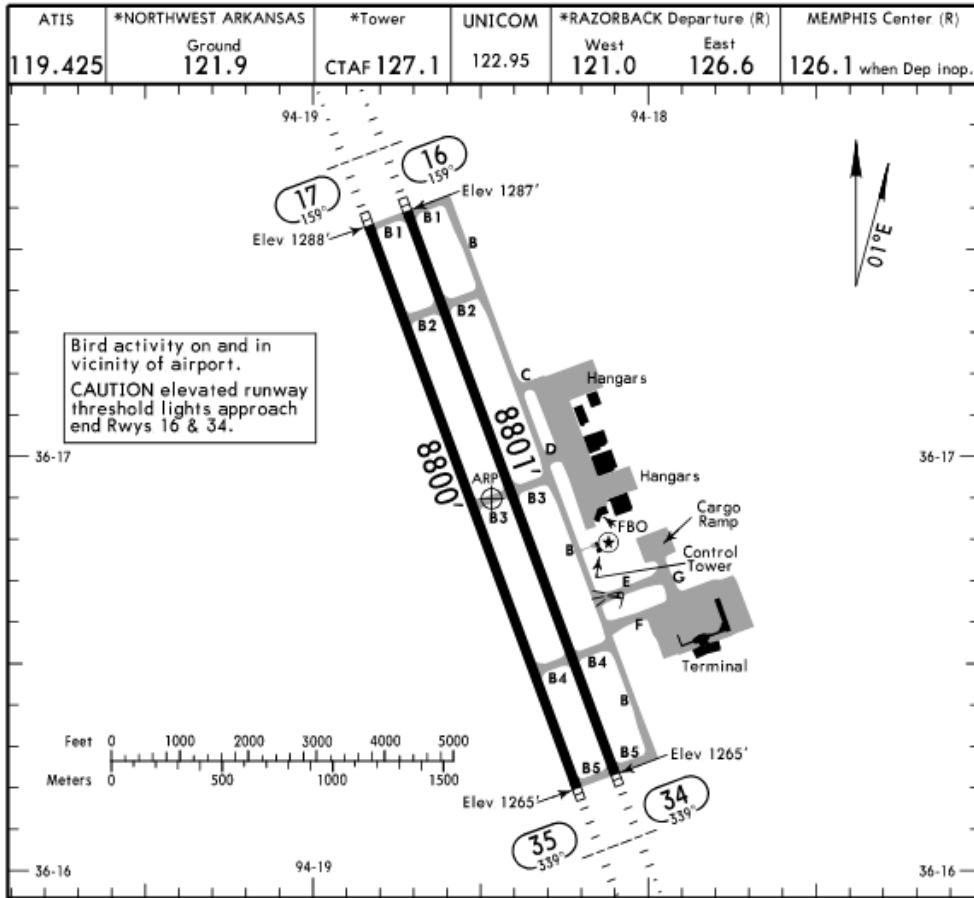 ATIS
119.425
*NORTHWEST ARKANSAS
Ground
121.9
*Tower
CTAF 127.1
UNICOM
122.95
*RAZORBACK Departure (R)
West East
121.0 126.6
MEMPHIS Center (R)
126.1 when Dep inop.
94-19
94-18
16
159°
17
159°
Elev 1287'
Elev 1288'
B1
B1
B
01°E
B2
B2
Bird activity on and in
vicinity of airport.
CAUTION elevated runway
threshold lights approach
end Rwys 16 & 34.
C
Hangars
8801'
8800'
D
36-17
36-17
ARP
B3
B3
Hangars
Cargo
Ramp
FBO
B
Control
Tower
E
G
F
B4
B4
Terminal
B
Feet 0 1000 2000 3000 4000 5000
Meters 0 500 1000 1500
B5
B5
Elev 1265'
Elev 1265'
34
339°
35
339°
36-16
94-19
36-16